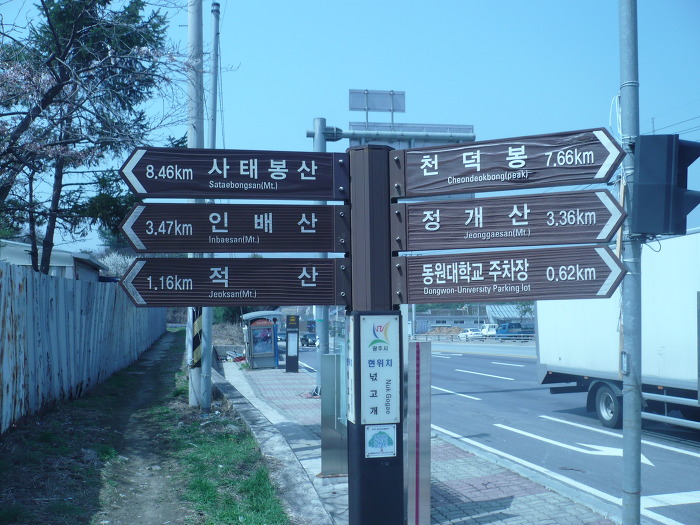 8.46km 사태봉산
Sataebongsan(Mt.)
3.47km 인배산
Inbaesan(Mt.)
1.16km 적 산
Jeoksan(Mt.)
천덕봉 7.66km
Cheondeokbong(peak)
정개산 3.36km
Jeonggaesan(Mt.)
동원대학교 주차장 0.62km
Dongwon-University Parking lot
광주시
현위치
넋고개
Nuk Gogae